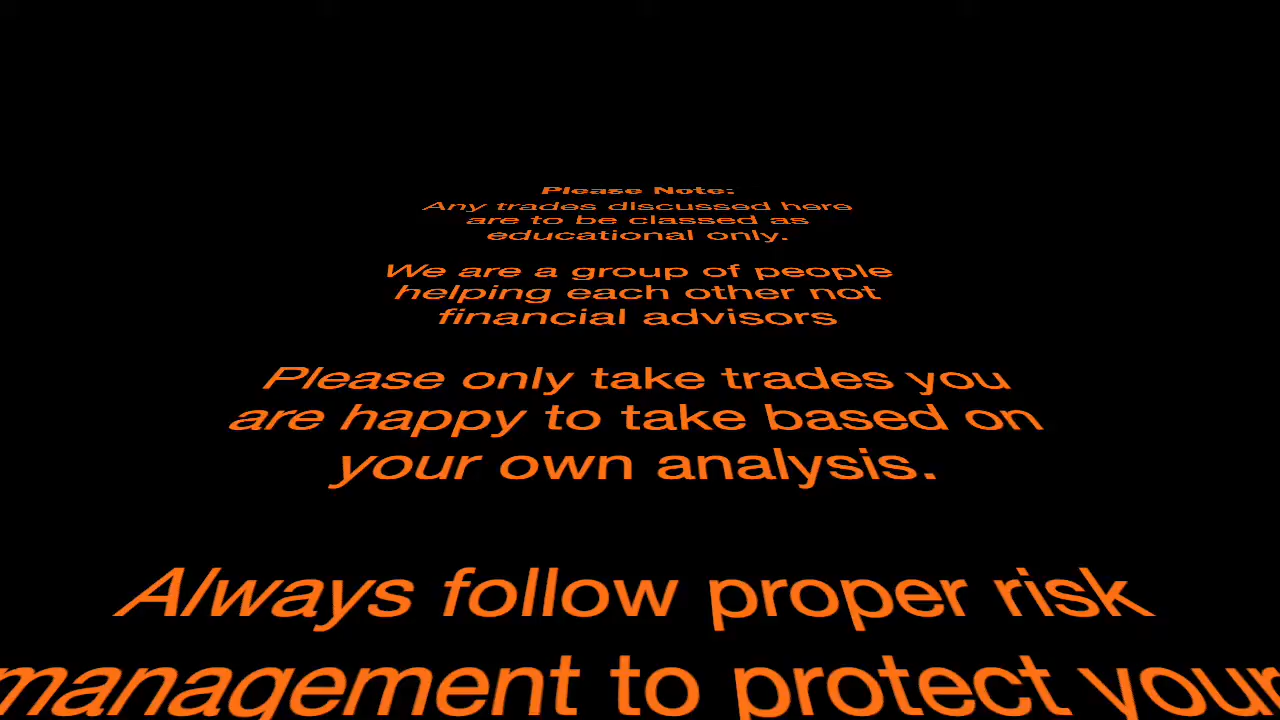 Please Note:
Any trades discussed here
are to be classed as
educational only.
We are a group of people
helping each other not
financial advisors
Please only take trades you
are happy to take based on
your own analysis.
Always follow proper risk
management to protect your